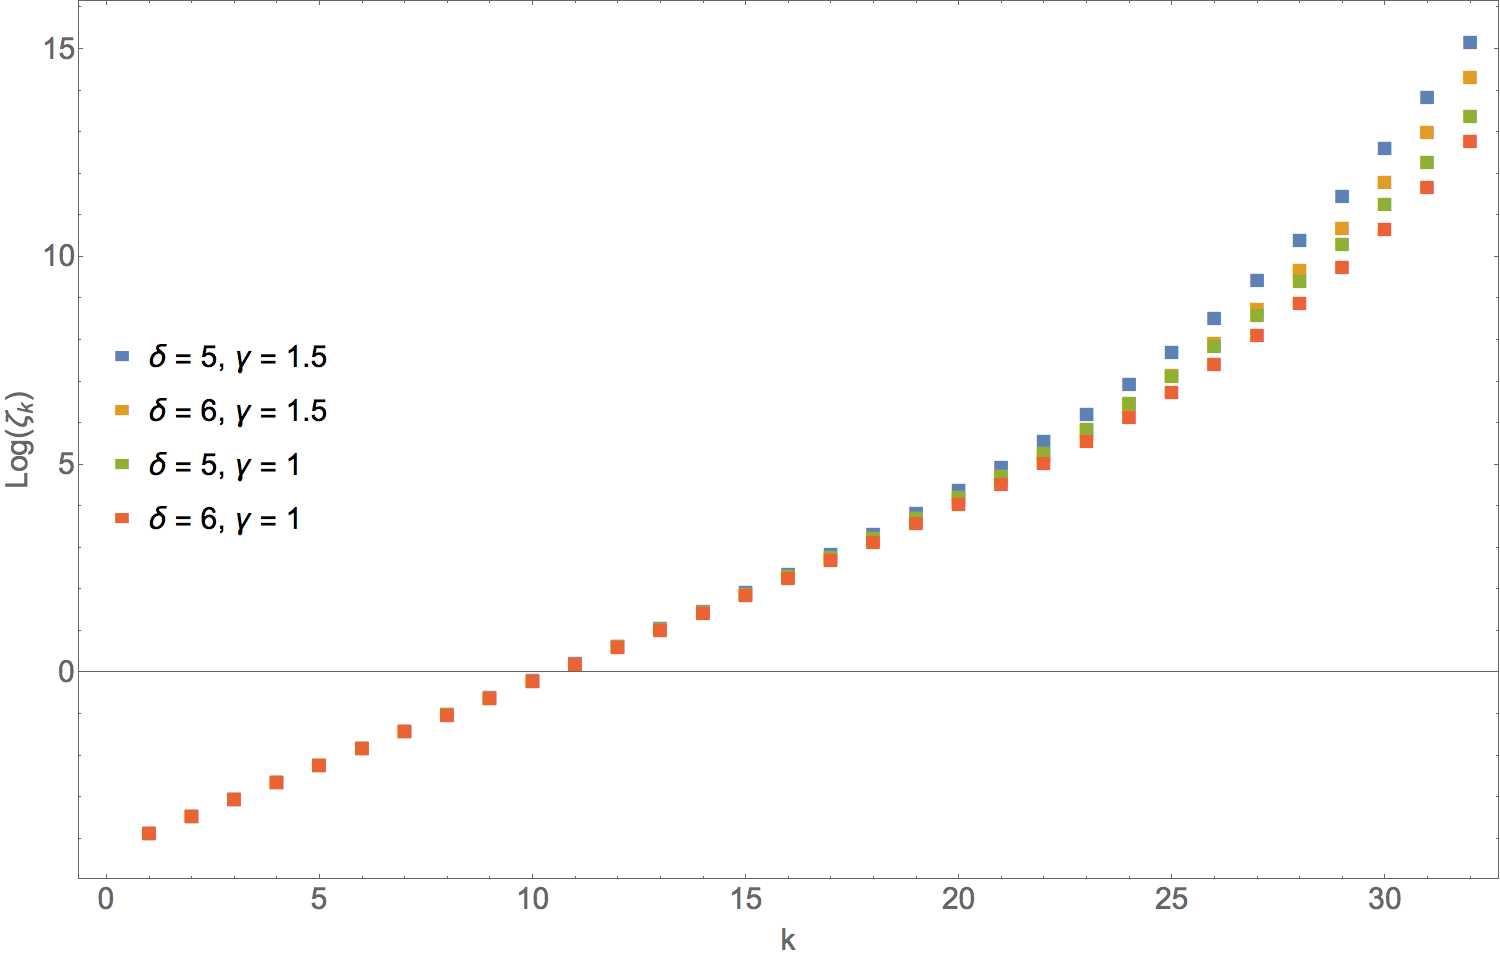 15
10
5
0
Log(ζk)
δ = 5, γ = 1.5
δ = 6, γ = 1.5
δ = 5, γ = 1
δ = 6, γ = 1
0 5 10 15 20 25 30
k